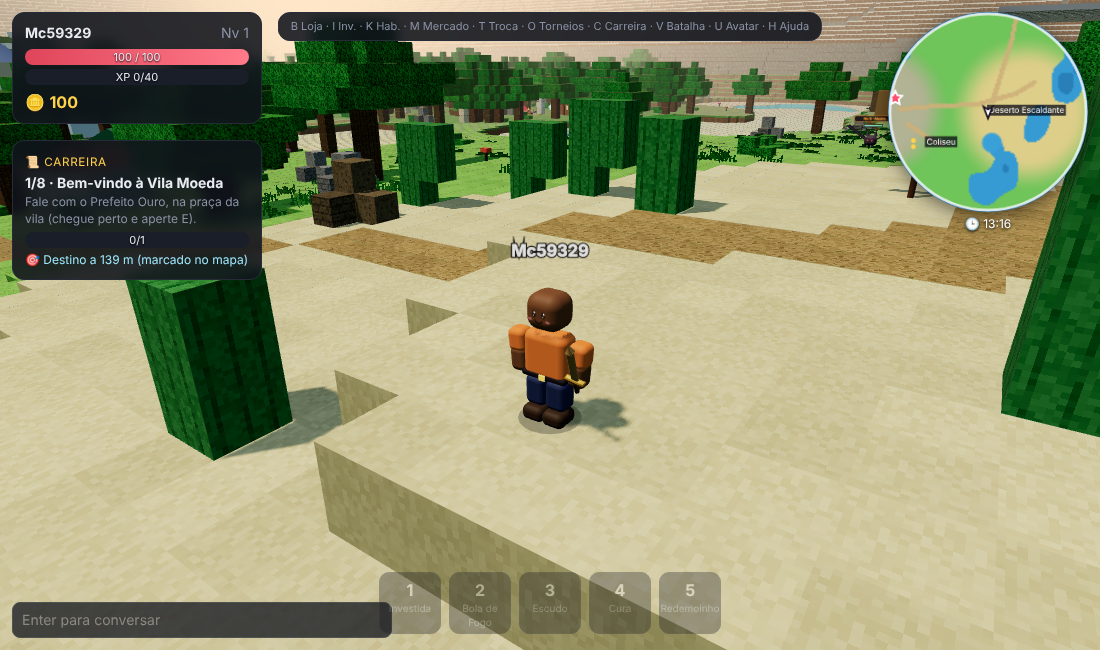 Mc59329 Nv 1
100 / 100
XP 0/40
100
B Loja · I Inv. · K Hab. · M Mercado · T Troca · O Torneios · C Carreira · V Batalha · U Avatar · H Ajuda
CARREIRA
1/8 · Bem-vindo à Vila Moeda
Fale com o Prefeito Ouro, na praça da
vila (chegue perto e aperte E).
0/1
Destino a 139 m (marcado no mapa)
Deserto Escaldante
Coliseu
13:16
Mc59329
1 2 3 4 5
Investida Bola de Fogo Escudo Cura Redemoinho
Enter para conversar